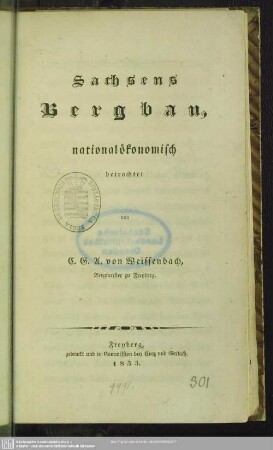 Sachsens
Bergbau,
nationalökonomisch
betrachtet
von
C. G. A. von Weissenbach,
Bergmeister zu Freyberg.
Freyberg,
gedruckt und in Commission bey Craz und Gerlach.
1833.
301